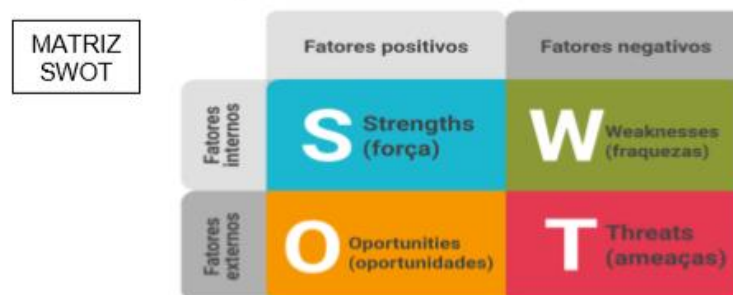 MATRIZ
SWOT
Fatores positivos
Fatores negativos
Fatores
internos
S
Strengths
(força)
W
Weaknesses
(fraquezas)
Fatores
externos
O
Oportunities
(oportunidades)
T
Threats
(ameaças)